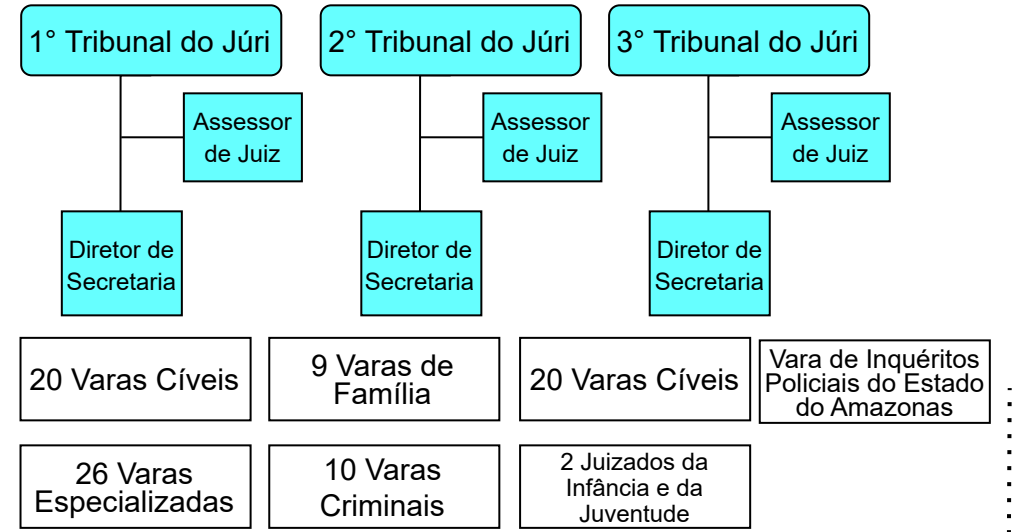 1° Tribunal do Júri
2° Tribunal do Júri
3° Tribunal do Júri
Assessor
de Juiz
Assessor
de Juiz
Assessor
de Juiz
Diretor de
Secretaria
Diretor de
Secretaria
Diretor de
Secretaria
20 Varas Cíveis
9 Varas de
Família
20 Varas Cíveis
Vara de Inquéritos
Policiais do Estado
do Amazonas
26 Varas
Especializadas
10 Varas
Criminais
2 Juizados da
Infância e da
Juventude